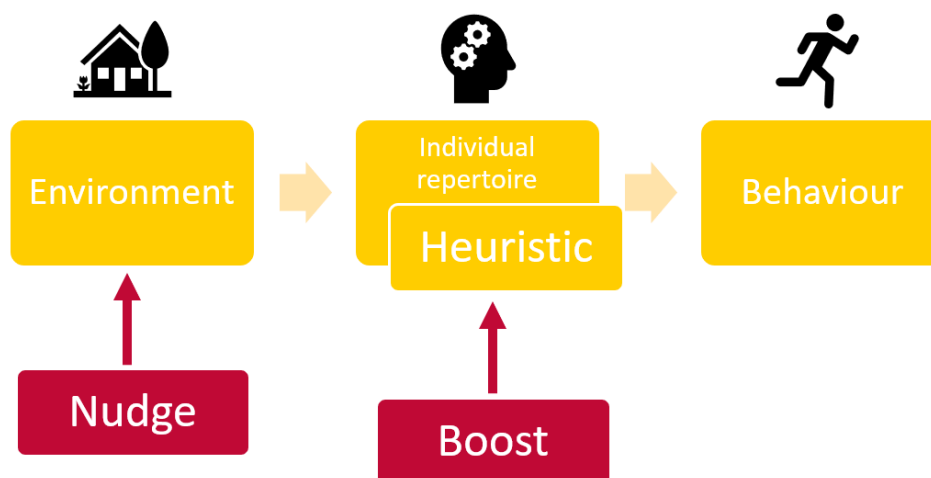 Environment
Individual
repertoire
Heuristic
Behaviour
Nudge
Boost